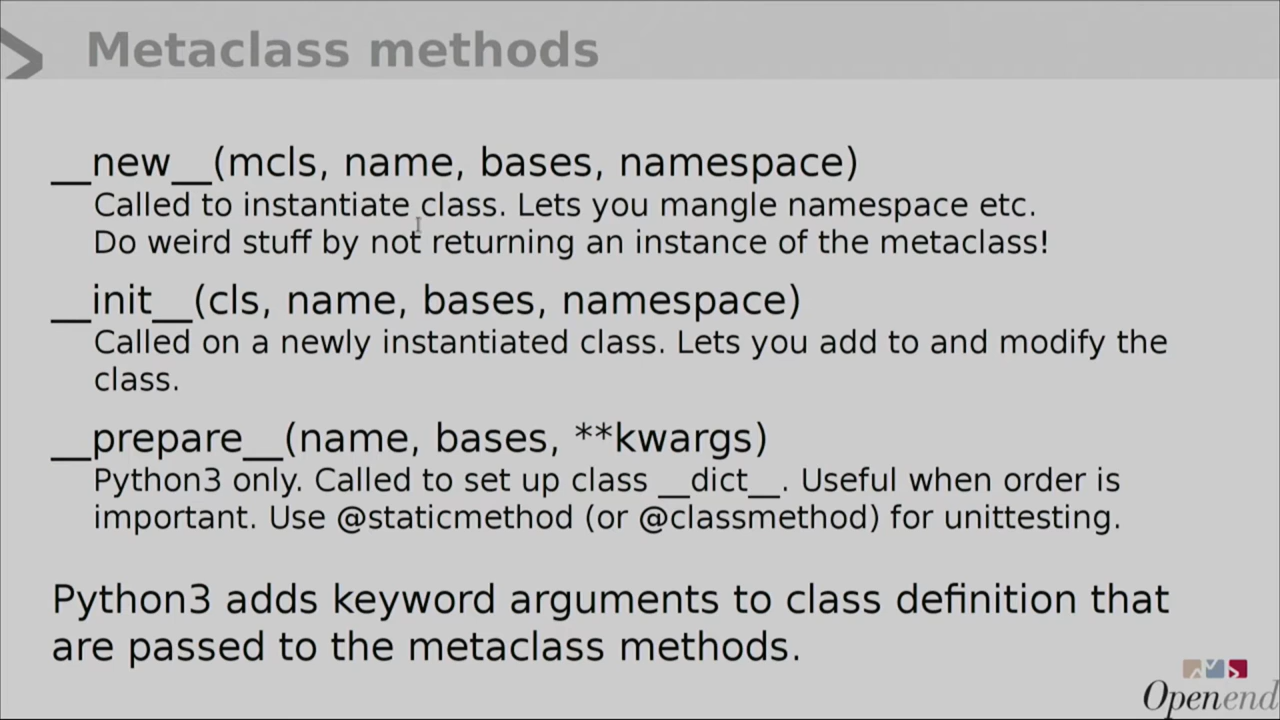 Metaclass methods
__new__(mcls, name, bases, namespace)
Called to instantiate class. Lets you mangle namespace etc.
Do weird stuff by not returning an instance of the metaclass!
__init__(cls, name, bases, namespace)
Called on a newly instantiated class. Lets you add to and modify the
class.
__prepare__(name, bases, **kwargs)
Python3 only. Called to set up class __dict__. Useful when order is
important. Use @staticmethod (or @classmethod) for unittesting.
Python3 adds keyword arguments to class definition that
are passed to the metaclass methods.
Openend